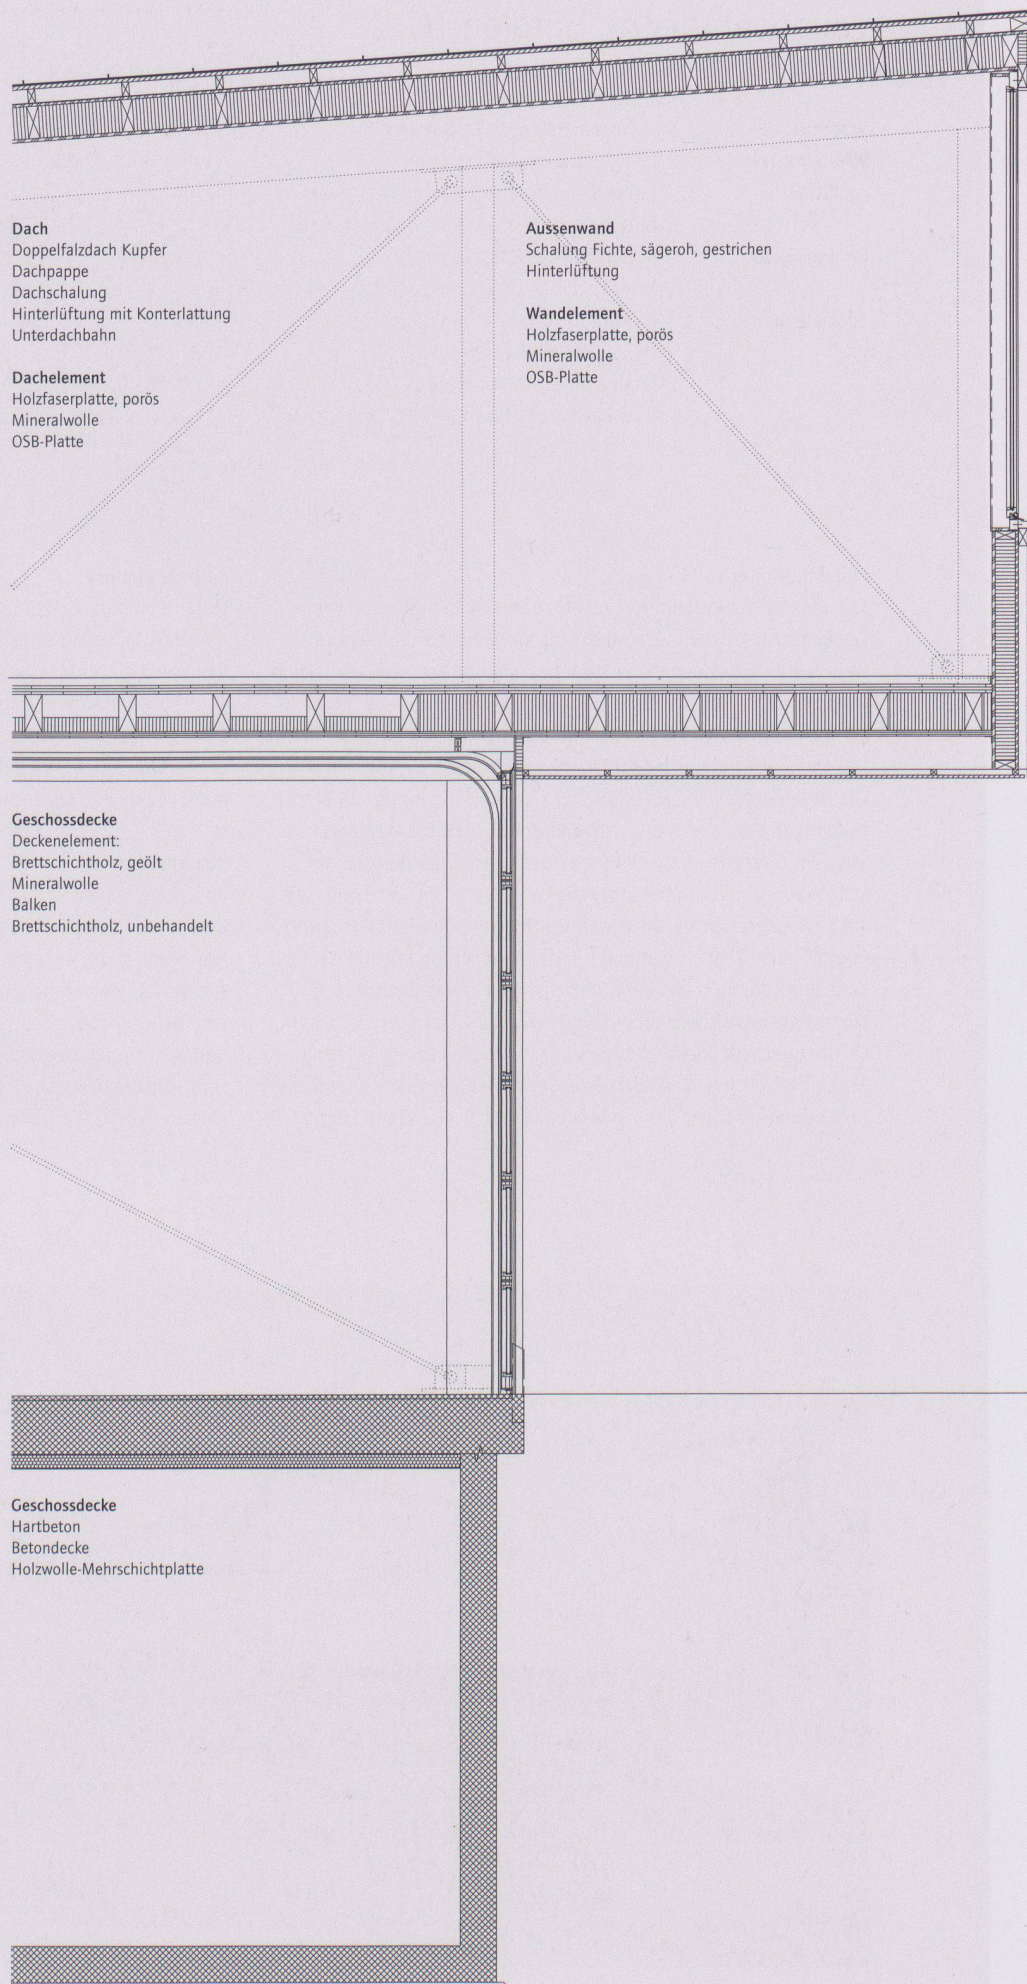 Dach
Doppelfalzdach Kupfer
Dachpappe
Dachschalung
Hinterlüftung mit Konterlattung
Unterdachbahn
Dachelement
Holzfaserplatte, porös
Mineralwolle
OSB-Platte
Aussenwand
Schalung Fichte, sägeroh, gestrichen
Hinterlüftung
Wandelement
Holzfaserplatte, porös
Mineralwolle
OSB-Platte
Geschossdecke
Deckenelement:
Brettschichtholz, geölt
Mineralwolle
Balken
Brettschichtholz, unbehandelt
Geschossdecke
Hartbeton
Betondecke
Holzwolle-Mehrschichtplatte